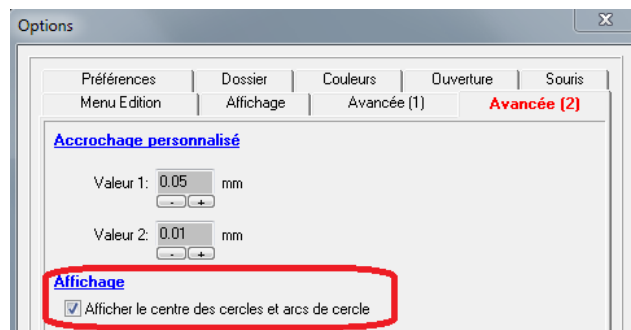 Options
Préférences Dossier Couleurs Ouverture Souris
Menu Edition Affichage Avancée (1) Avancée (2)
Accrochage personnalisé
Valeur 1: 0.05 mm
- +
Valeur 2: 0.01 mm
- +
Affichage
Afficher le centre des cercles et arcs de cercle